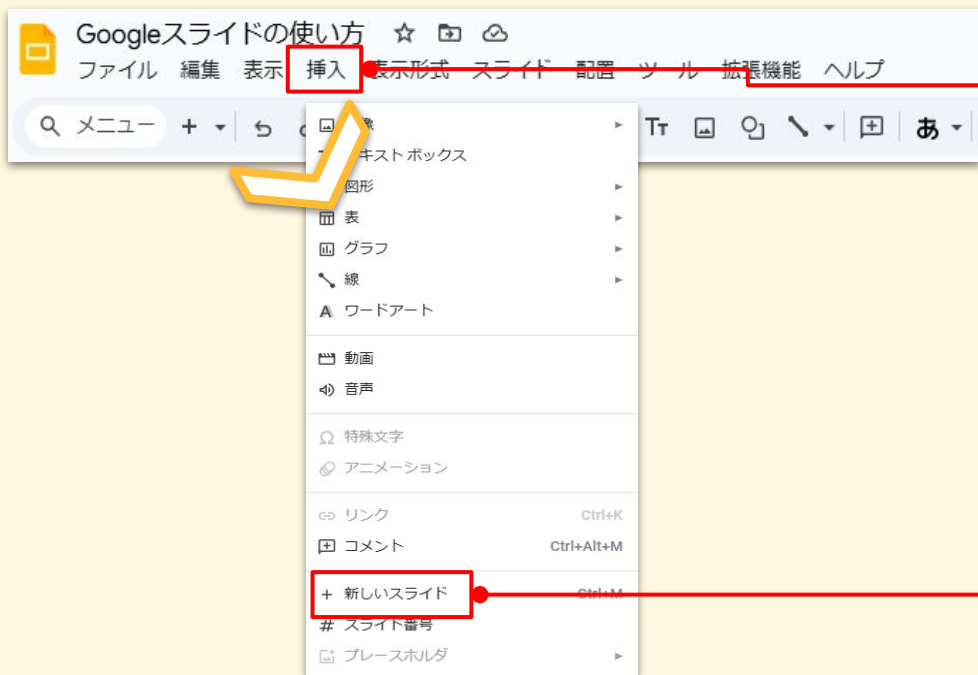 Googleスライドの使い方
ファイル 編集 表示 挿入 表示形式 スライド 配置 ツール 拡張機能 ヘルプ
メニュー Tт あ
像
キストボックス
図形
表
グラフ
線
A ワードアート
動画
音声
Ω 特殊文字
アニメーション
リンク Ctrl+K
コメント Ctrl+Alt+M
+ 新しいスライド Ctrl+M
# スライド番号
プレースホルダ